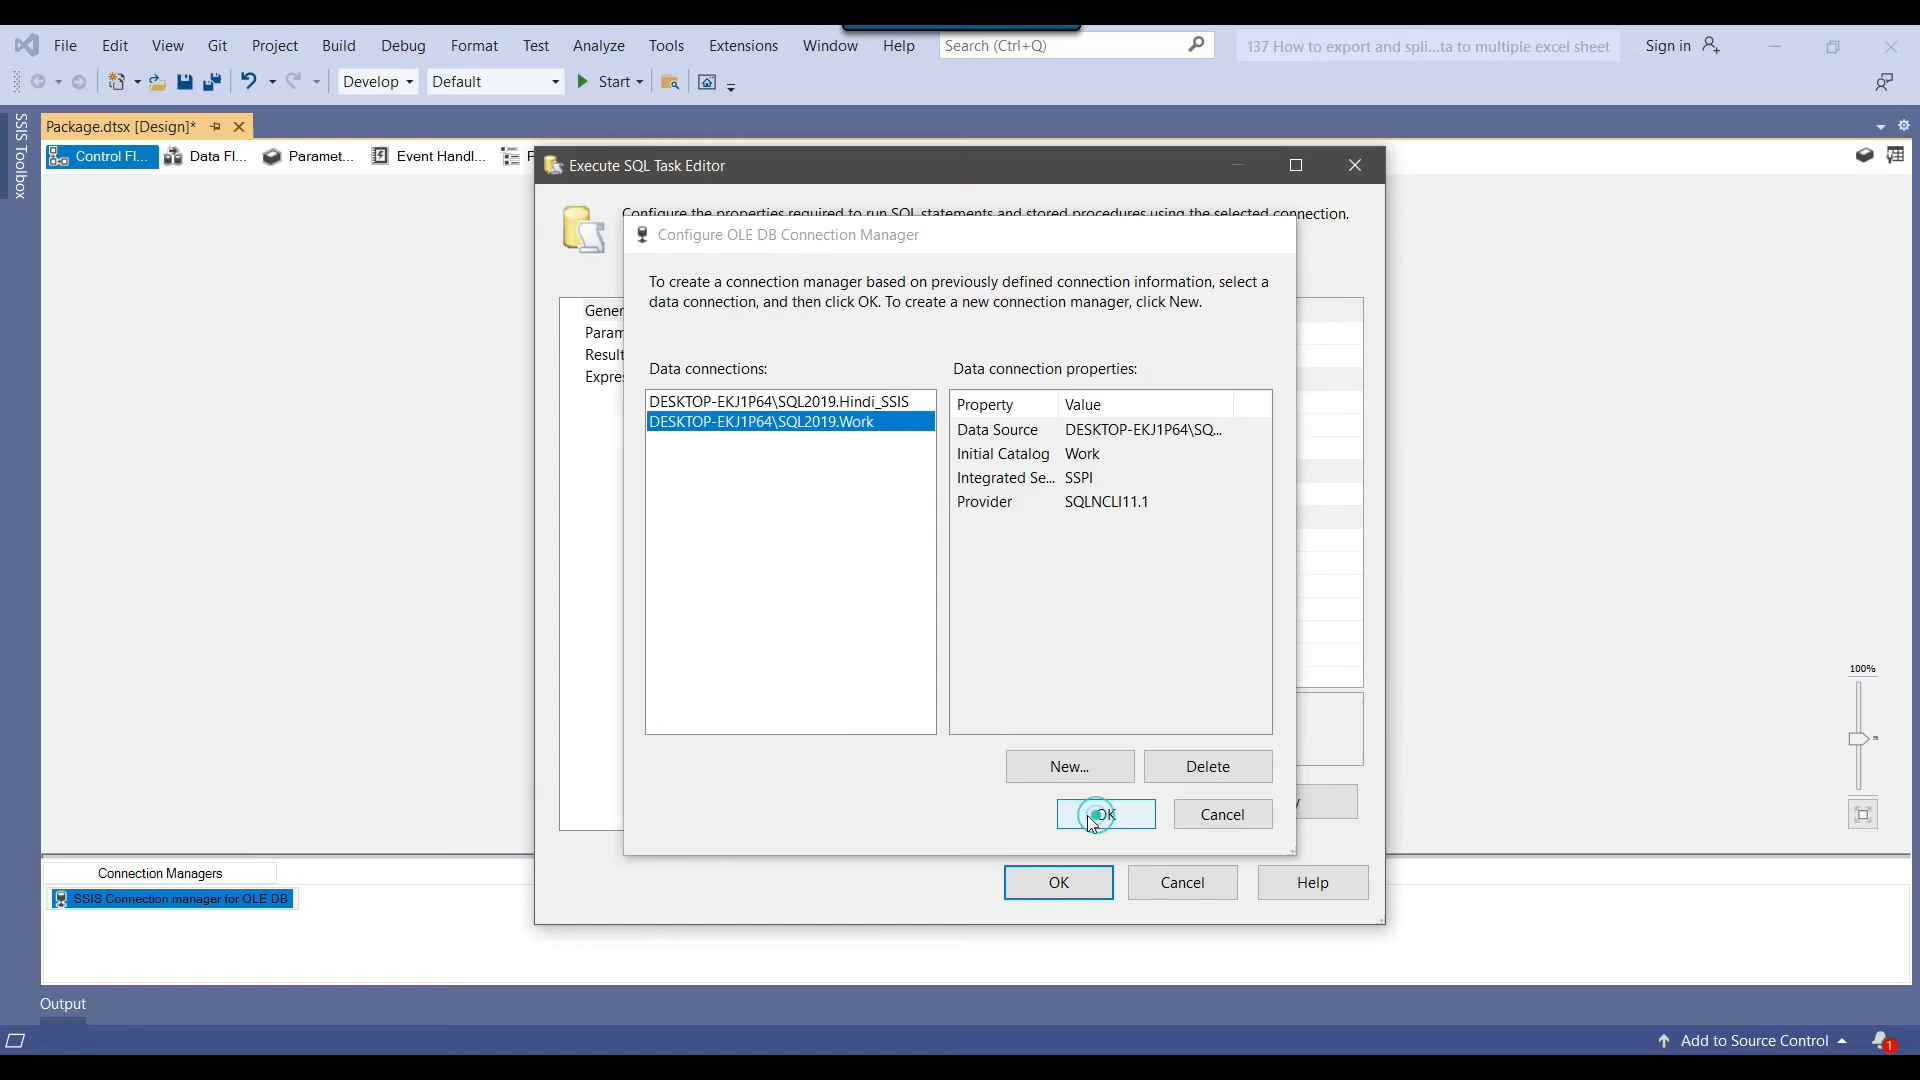 File Edit View Git Project Build Debug Format Test Analyze Tools Extensions Window Help Search (Ctrl+Q) 137 How to export and spli...ta to multiple excel sheet Sign in
Develop Default Start
SSIS Toolbox
Package.dtsx [Design]*
Control Fl... Data Fl... Paramet... Event Handl...
Execute SQL Task Editor
Configure the properties required to run SQL statements and stored procedures using the selected connection.
Configure OLE DB Connection Manager
To create a connection manager based on previously defined connection information, select a
data connection, and then click OK. To create a new connection manager, click New.
Gener
Param
Result
Expre
Data connections: Data connection properties:
DESKTOP-EKJ1P64\SQL2019.Hindi_SSIS
DESKTOP-EKJ1P64\SQL2019.Work
Property Value
Data Source DESKTOP-EKJ1P64\SQ...
Initial Catalog Work
Integrated Se... SSPI
Provider SQLNCLI11.1
100%
New... Delete
OK Cancel
Connection Managers
SSIS Connection manager for OLE DB
OK Cancel Help
Output
Add to Source Control 1